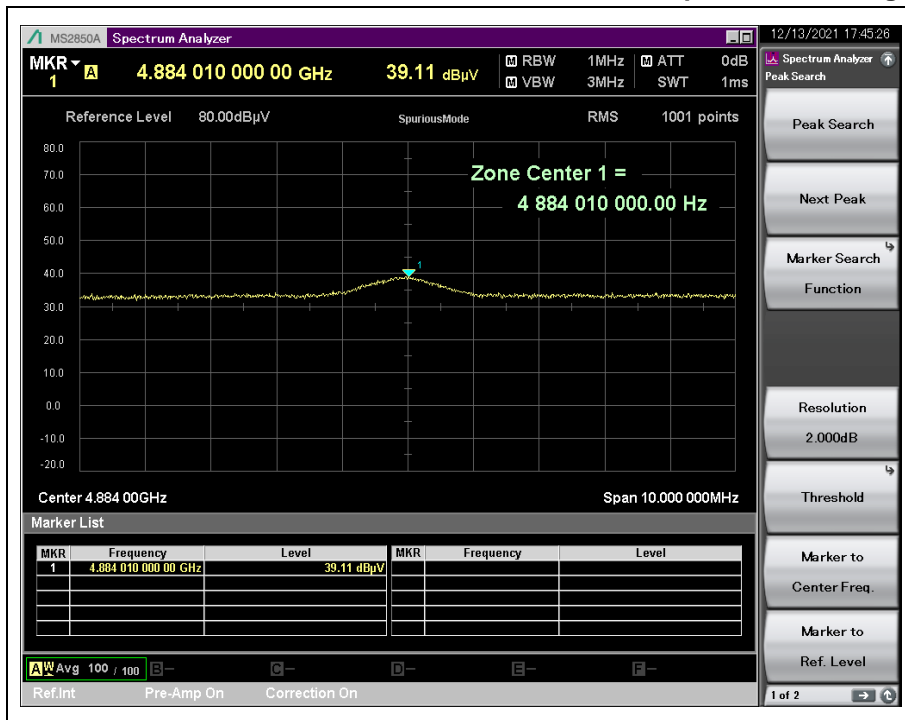 MS2850A Spectrum Analyzer
12/13/2021 17:45:26
MKR A 4.884 010 000 00 GHz 39.11 dBµV M RBW 1MHz M ATT 0dB
1 M VBW 3MHz SWT 1ms
Spectrum Analyzer
Peak Search
Reference Level 80.00dBµV SpuriousMode RMS 1001 points
80.0
70.0
60.0
50.0
40.0
30.0
20.0
10.0
0.0
-10.0
-20.0
Zone Center 1 =
4 884 010 000.00 Hz
1
Center 4.884 00GHz Span 10.000 000MHz
Marker List
MKR Frequency Level MKR Frequency Level
1 4.884 010 000 00 GHz 39.11 dBµV
A W Avg 100 / 100 B- C- D- E- F-
Ref.Int Pre-Amp On Correction On
Peak Search
Next Peak
Marker Search
Function
Resolution
2.000dB
Threshold
Marker to
Center Freq.
Marker to
Ref. Level
1 of 2